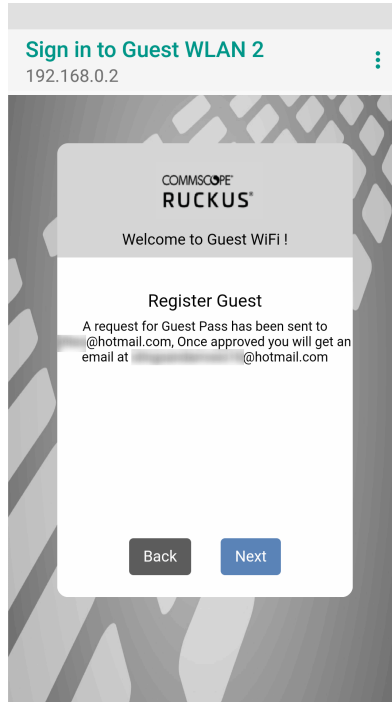 Sign in to Guest WLAN 2
192.168.0.2
COMMSCOPE®
RUCKUS®
Welcome to Guest WiFi !
Register Guest
A request for Guest Pass has been sent to
@hotmail.com, Once approved you will get an
email at @hotmail.com
Back
Next